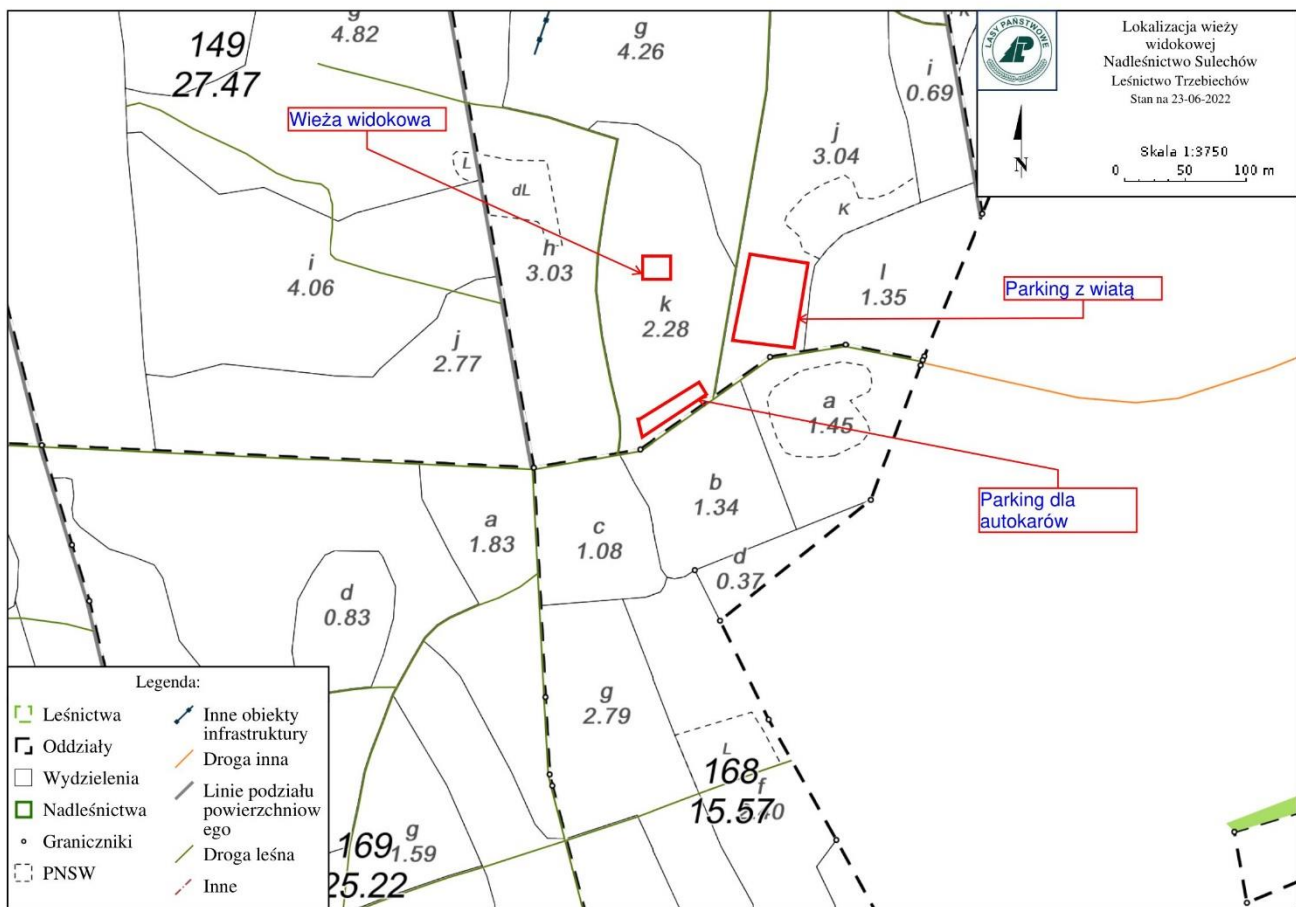 g
4.82
149
27.47
g
4.26
i
0.69
LASY PAŃSTWOWE
Lokalizacja wieży
widokowej
Nadleśnictwo Sulechów
Leśnictwo Trzebiechów
Stan na 23-06-2022
N
Skala 1:3750
0 50 100 m
Wieża widokowa
j
3.04
L
dL
K
h
3.03
i
4.06
l
1.35
Parking z wiatą
k
2.28
j
2.77
a
1.45
b
1.34
Parking dla
autokarów
a
1.83
c
1.08
d
0.37
d
0.83
g
2.79
L
168
15.57
f
g
1.59
169
25.22
Legenda:
Leśnictwa
Oddziały
Wydzielenia
Nadleśnictwa
Graniczniki
PNSW
Inne obiekty
infrastruktury
Droga inna
Linie podziału
powierzchniow
ego
Droga leśna
Inne